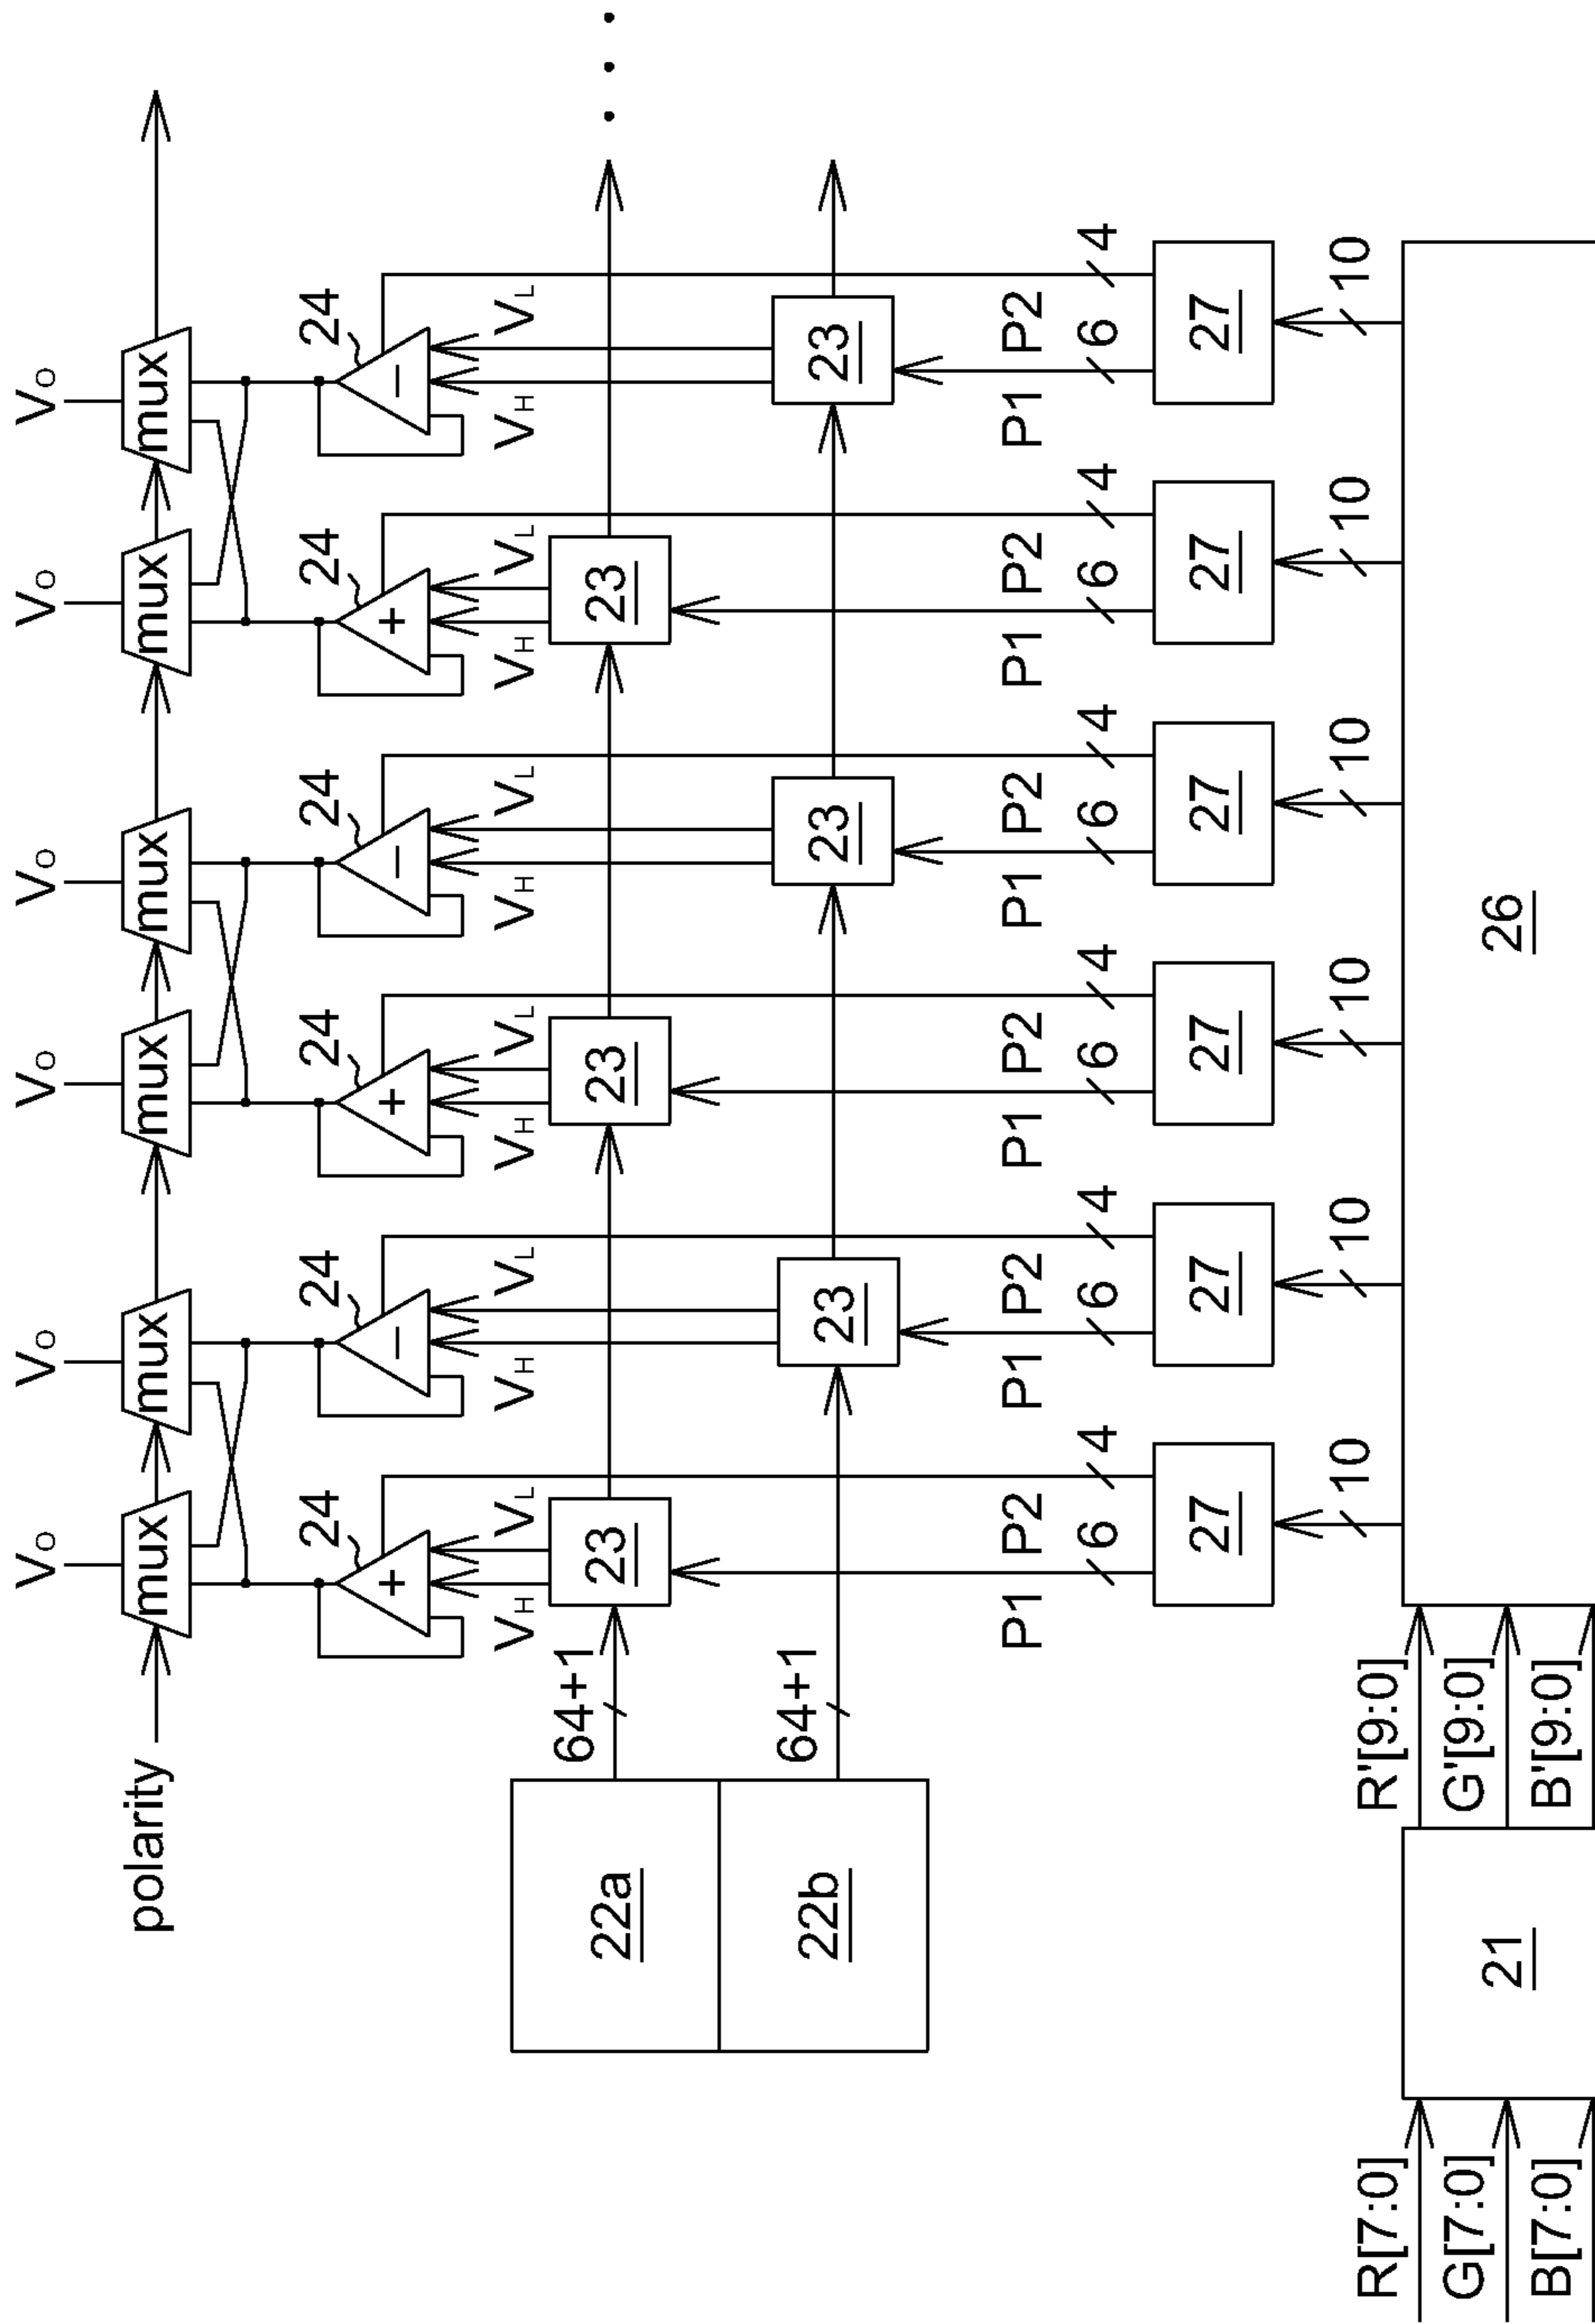 Vo Vo Vo Vo Vo Vo
polarity mux mux mux mux mux mux
24 24 24 24 24 24
+ − + − + −
VH VL VH VL VH VL VH VL VH VL VH VL
22a 64+1 23 23 23
22b 64+1 23 23 23
P1 P2 P1 P2 P1 P2 P1 P2 P1 P2 P1 P2
6 4 6 4 6 4 6 4 6 4 6 4
27 27 27 27 27 27
10 10 10 10 10 10
R[7:0] R'[9:0]
G[7:0] G'[9:0]
21 26
B[7:0] B'[9:0]